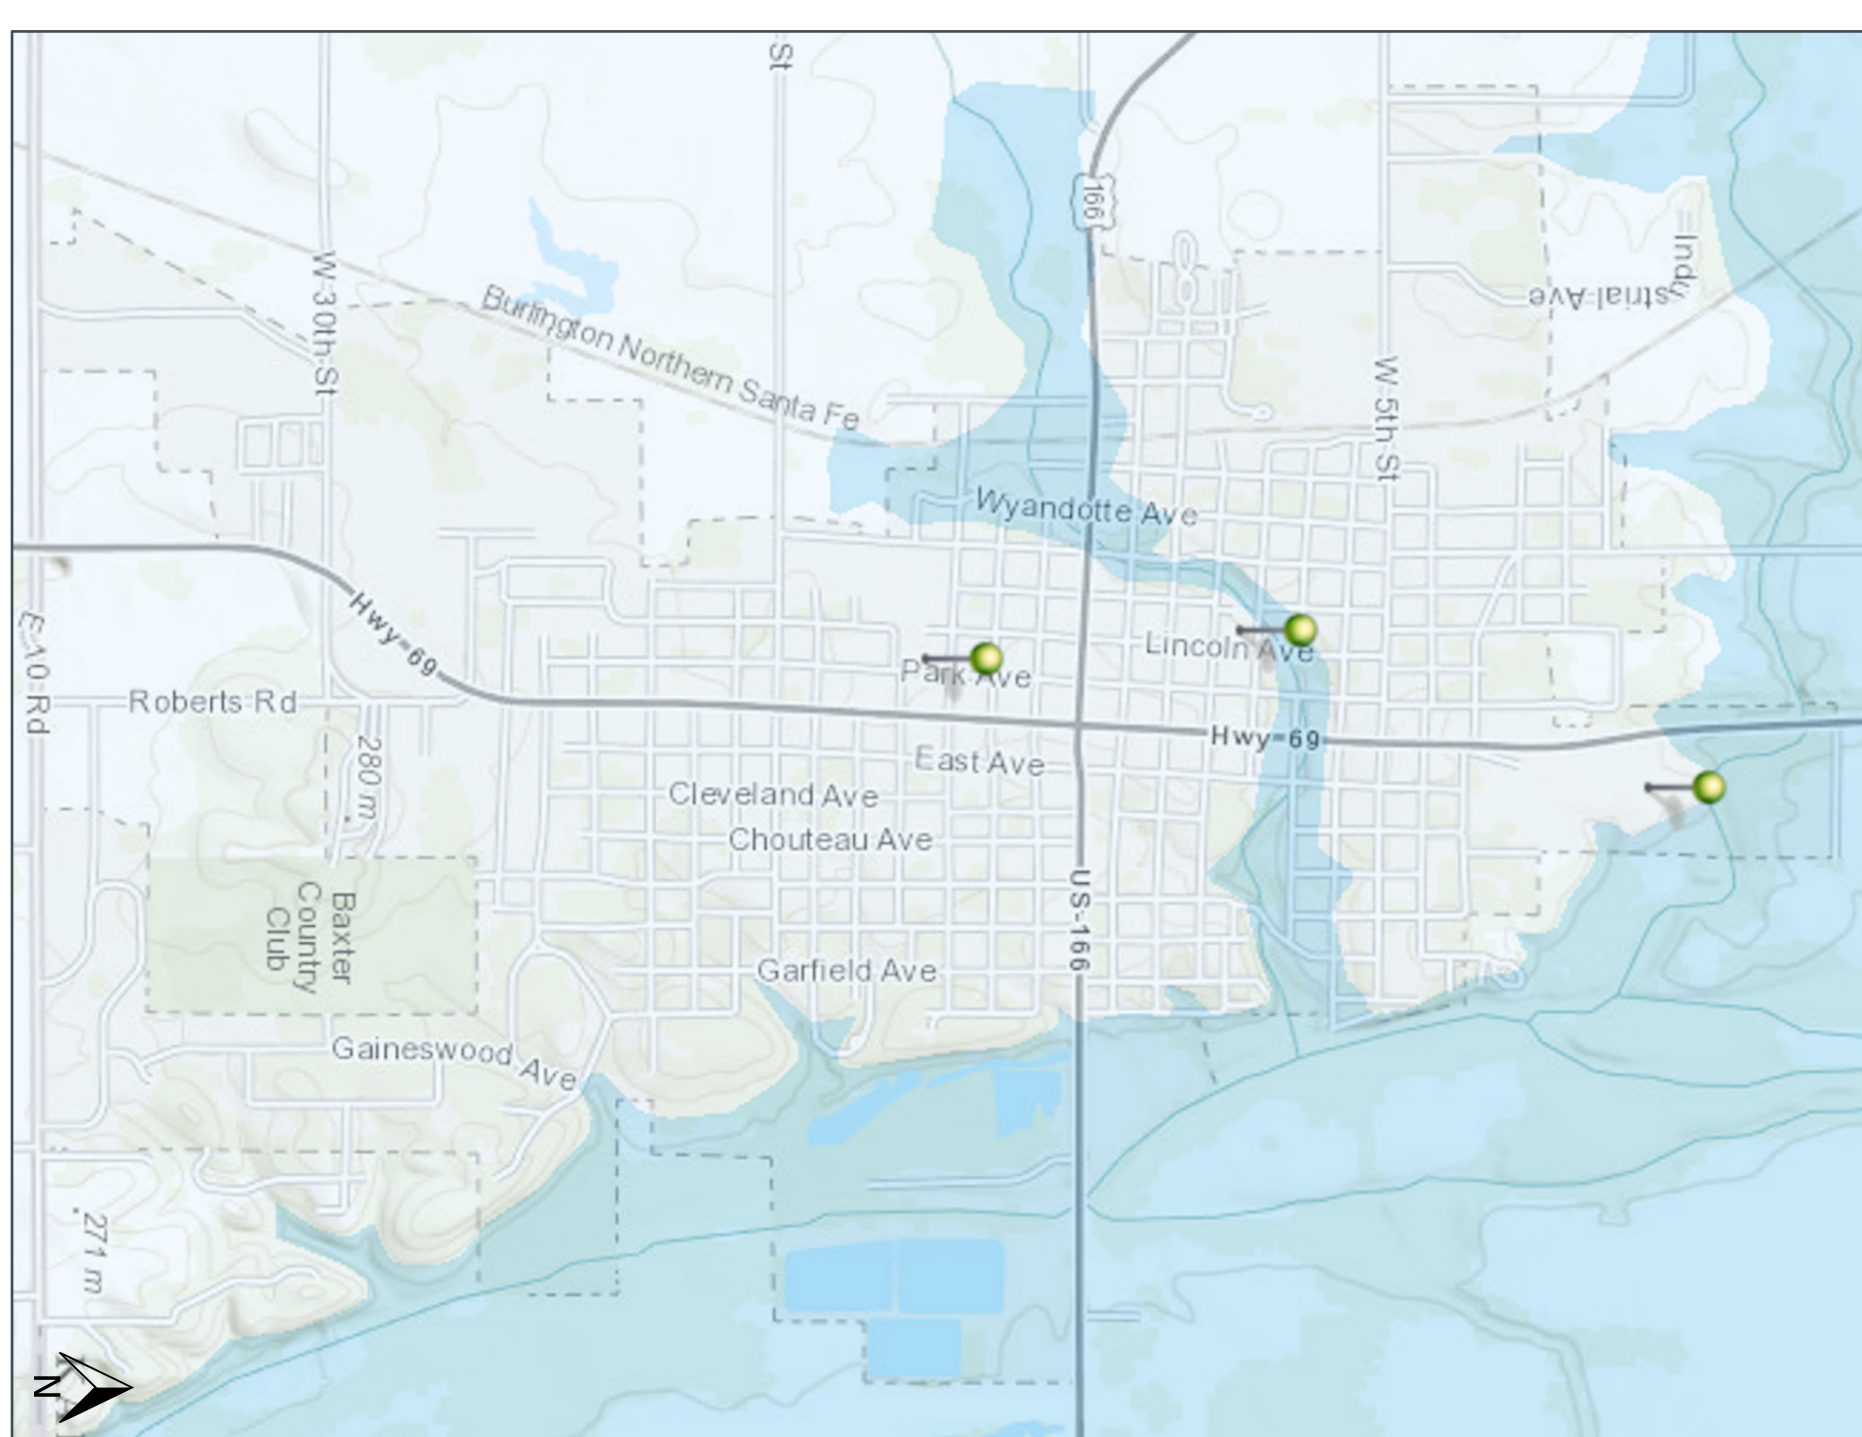 St
166
Indu
strial Ave
W 30th St
Burlington Northern Santa Fe
W 5th St
Wyandotte Ave
Hwy 69
E 10 Rd
Lincoln Ave
Park Ave
Roberts Rd
280 m
Hwy 69
East Ave
Cleveland Ave
Chouteau Ave
US-166
Baxter
Country
Club
Garfield Ave
Gaineswood Ave
271 m
N